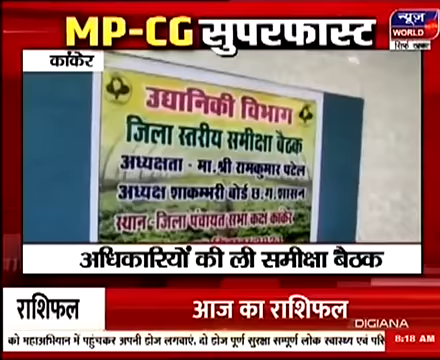 MP-CG सुपरफास्ट
न्यूज़
WORLD
सिर्फ खबर
कांकेर
उद्यानिकी विभाग
जिला स्तरीय समीक्षा बैठक
अध्यक्षता - मा.श्री रामकुमार पटेल
अध्यक्ष शाकम्भरी बोर्ड छ.ग.शासन
स्थान - जिला पंचायत सभा कक्ष कांकेर
अधिकारियों की ली समीक्षा बैठक
राशिफल
आज का राशिफल
DIGIANA
को महाअभियान में पहुंचकर अपनी डोज लगवाएं, दो डोज पूर्ण सुरक्षा सम्पूर्ण लोक स्वास्थ्य एवं परि
8:18 AM